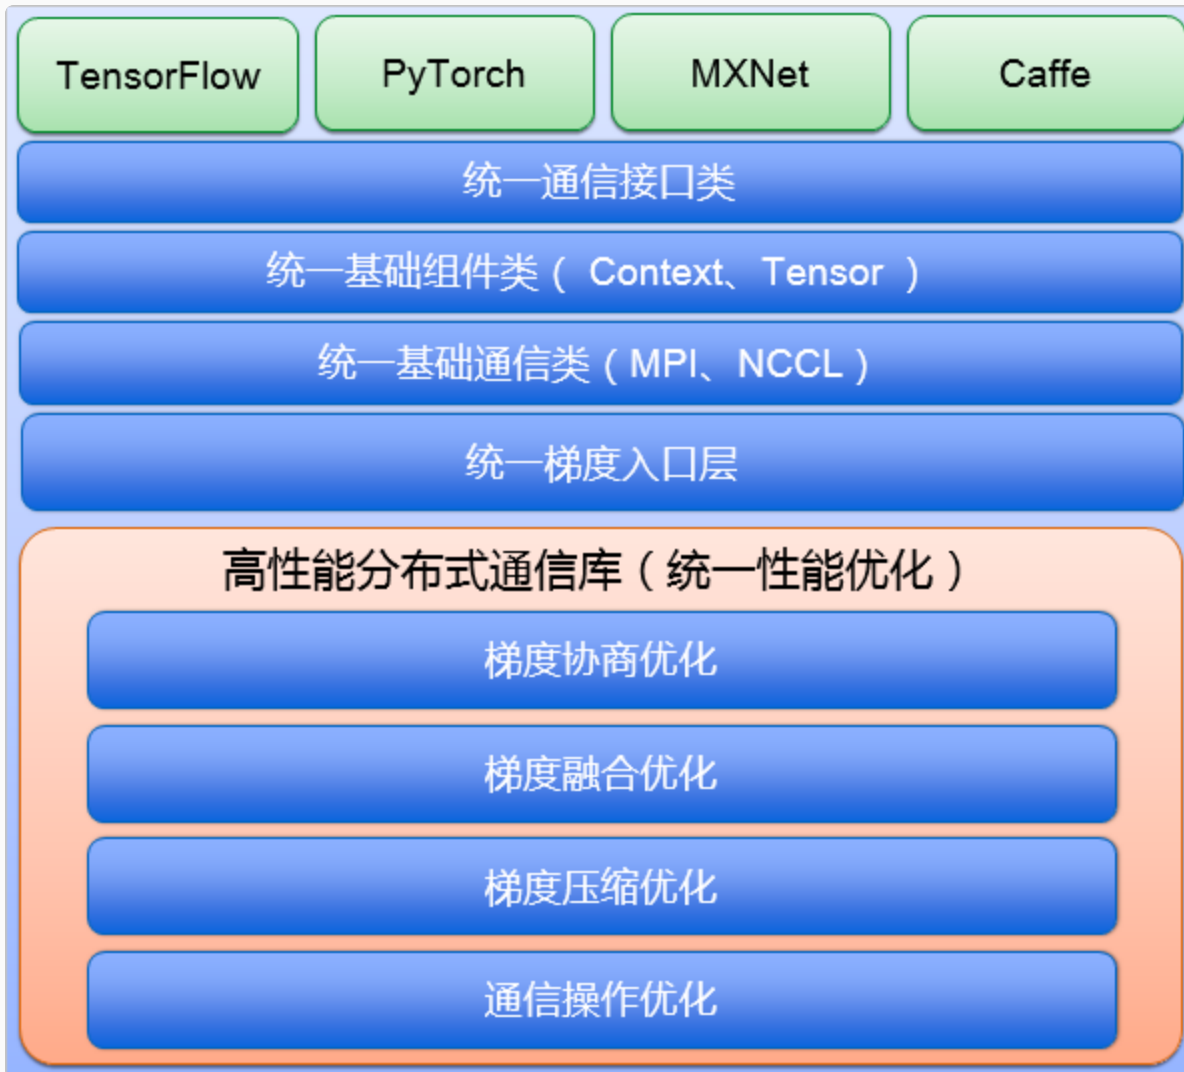 TensorFlow PyTorch MXNet Caffe
统一通信接口类
统一基础组件类（ Context、Tensor ）
统一基础通信类（MPI、NCCL）
统一梯度入口层
高性能分布式通信库（统一性能优化）
梯度协商优化
梯度融合优化
梯度压缩优化
通信操作优化